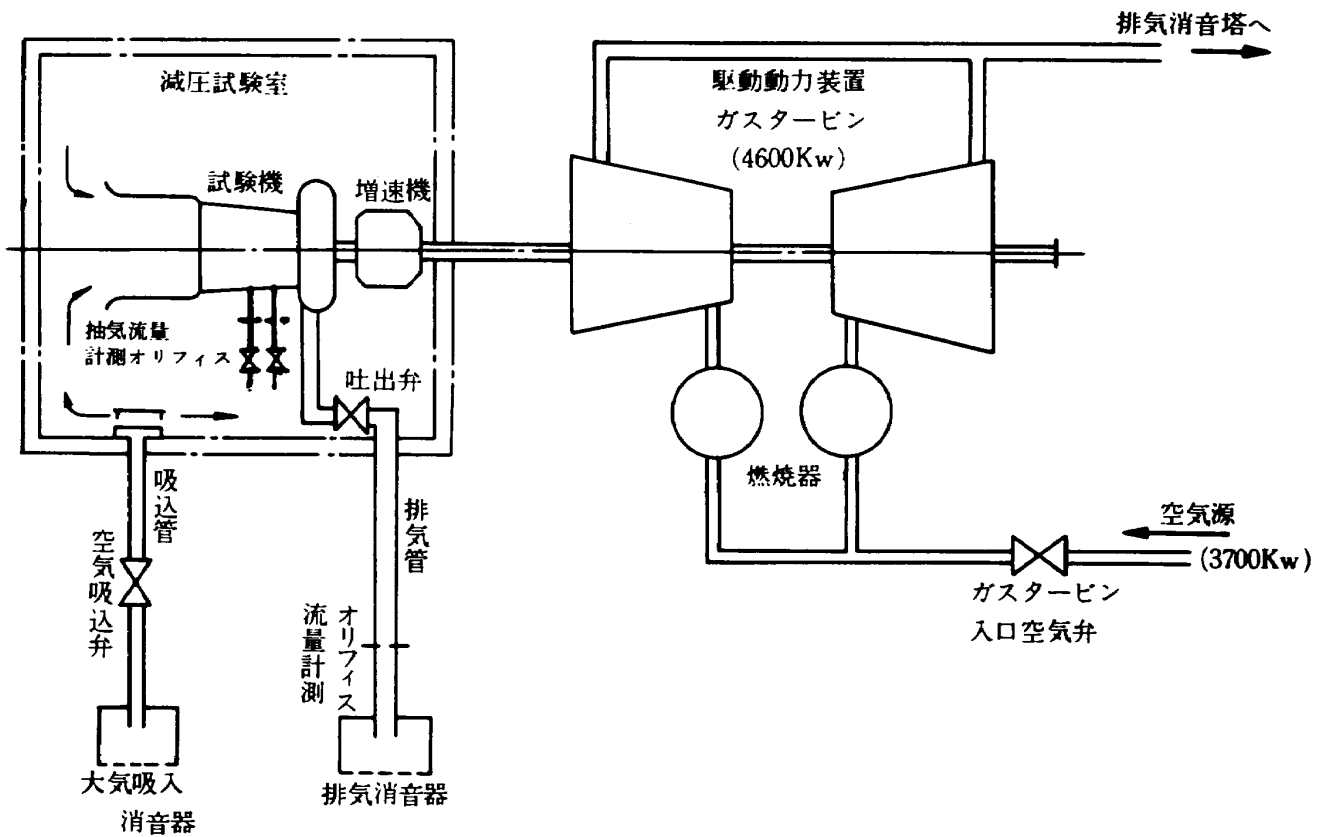 排気消音塔へ
減圧試験室
駆動動力装置
ガスタービン
(4600Kw)
試験機
増速機
抽気流量
計測オリフィス
吐出弁
吸込管
空気吸込弁
排気管
オリフィス
流量計測
燃焼器
空気源
(3700Kw)
ガスタービン
入口空気弁
大気吸入
消音器
排気消音器